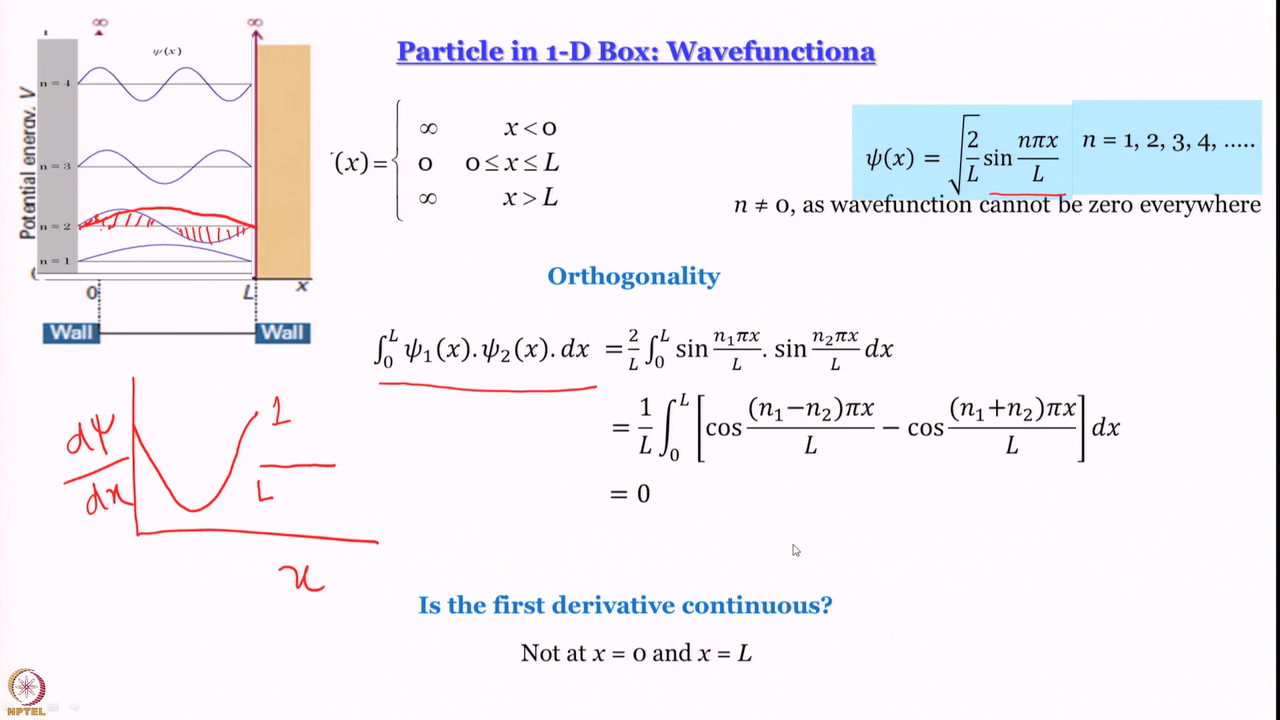 Particle in 1-D Box: Wavefunctiona
∞ ∞
ψ(x)
n = 4
n = 3
n = 2
n = 1
Potential energy, V
0 L x
Wall Wall
(x) = { ∞ x < 0
0 0 ≤ x ≤ L
∞ x > L
ψ(x) = √(2/L) sin nπx/L n = 1, 2, 3, 4, .....
n ≠ 0, as wavefunction cannot be zero everywhere
Orthogonality
∫₀ᴸ ψ₁(x).ψ₂(x).dx = 2/L ∫₀ᴸ sin n₁πx/L . sin n₂πx/L dx
= 1/L ∫₀ᴸ [cos (n₁−n₂)πx/L − cos (n₁+n₂)πx/L] dx
= 0
dψ/dx
1
L
x
Is the first derivative continuous?
Not at x = 0 and x = L
NPTEL